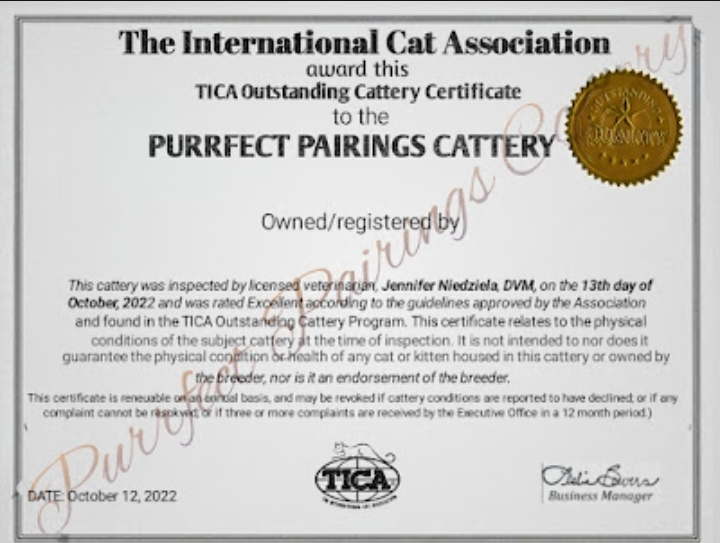 The International Cat Association
award this
TICA Outstanding Cattery Certificate
to the
PURRFECT PAIRINGS CATTERY
OUTSTANDING
Owned/registered by
This cattery was inspected by licensed veterinarian, Jennifer Niedziela, DVM, on the 13th day of
October, 2022 and was rated Excellent according to the guidelines approved by the Association
and found in the TICA Outstanding Cattery Program. This certificate relates to the physical
conditions of the subject cattery at the time of inspection. It is not intended to nor does it
guarantee the physical condition or health of any cat or kitten housed in this cattery or owned by
the breeder, nor is it an endorsement of the breeder.
This certificate is reneuable on an annual basis, and may be revoked if cattery conditions are reported to have declined, or if any
complaint cannot be resolved, or if three or more complaints are received by the Executive Office in a 12 month period.)
DATE: October 12, 2022
TICA
Business Manager
Purrfect Pairings Cattery